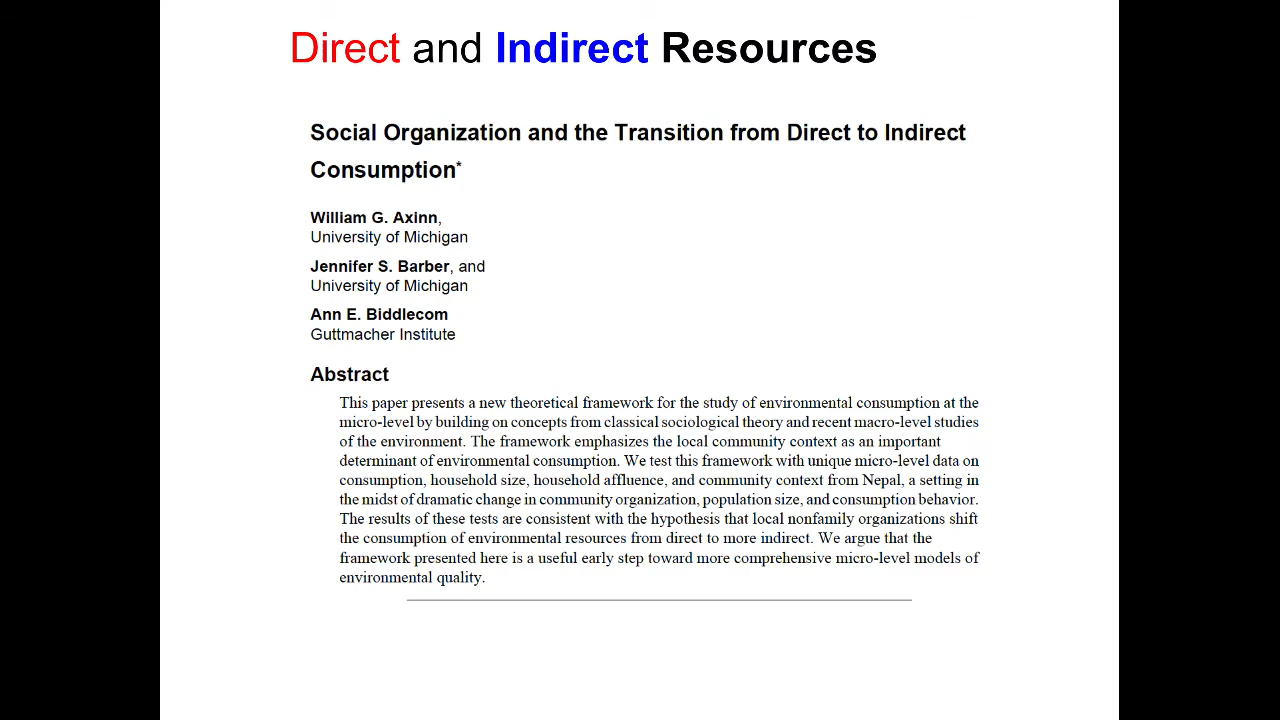 Direct and Indirect Resources
Social Organization and the Transition from Direct to Indirect
Consumption*
William G. Axinn,
University of Michigan
Jennifer S. Barber, and
University of Michigan
Ann E. Biddlecom
Guttmacher Institute
Abstract
This paper presents a new theoretical framework for the study of environmental consumption at the
micro-level by building on concepts from classical sociological theory and recent macro-level studies
of the environment. The framework emphasizes the local community context as an important
determinant of environmental consumption. We test this framework with unique micro-level data on
consumption, household size, household affluence, and community context from Nepal, a setting in
the midst of dramatic change in community organization, population size, and consumption behavior.
The results of these tests are consistent with the hypothesis that local nonfamily organizations shift
the consumption of environmental resources from direct to more indirect. We argue that the
framework presented here is a useful early step toward more comprehensive micro-level models of
environmental quality.